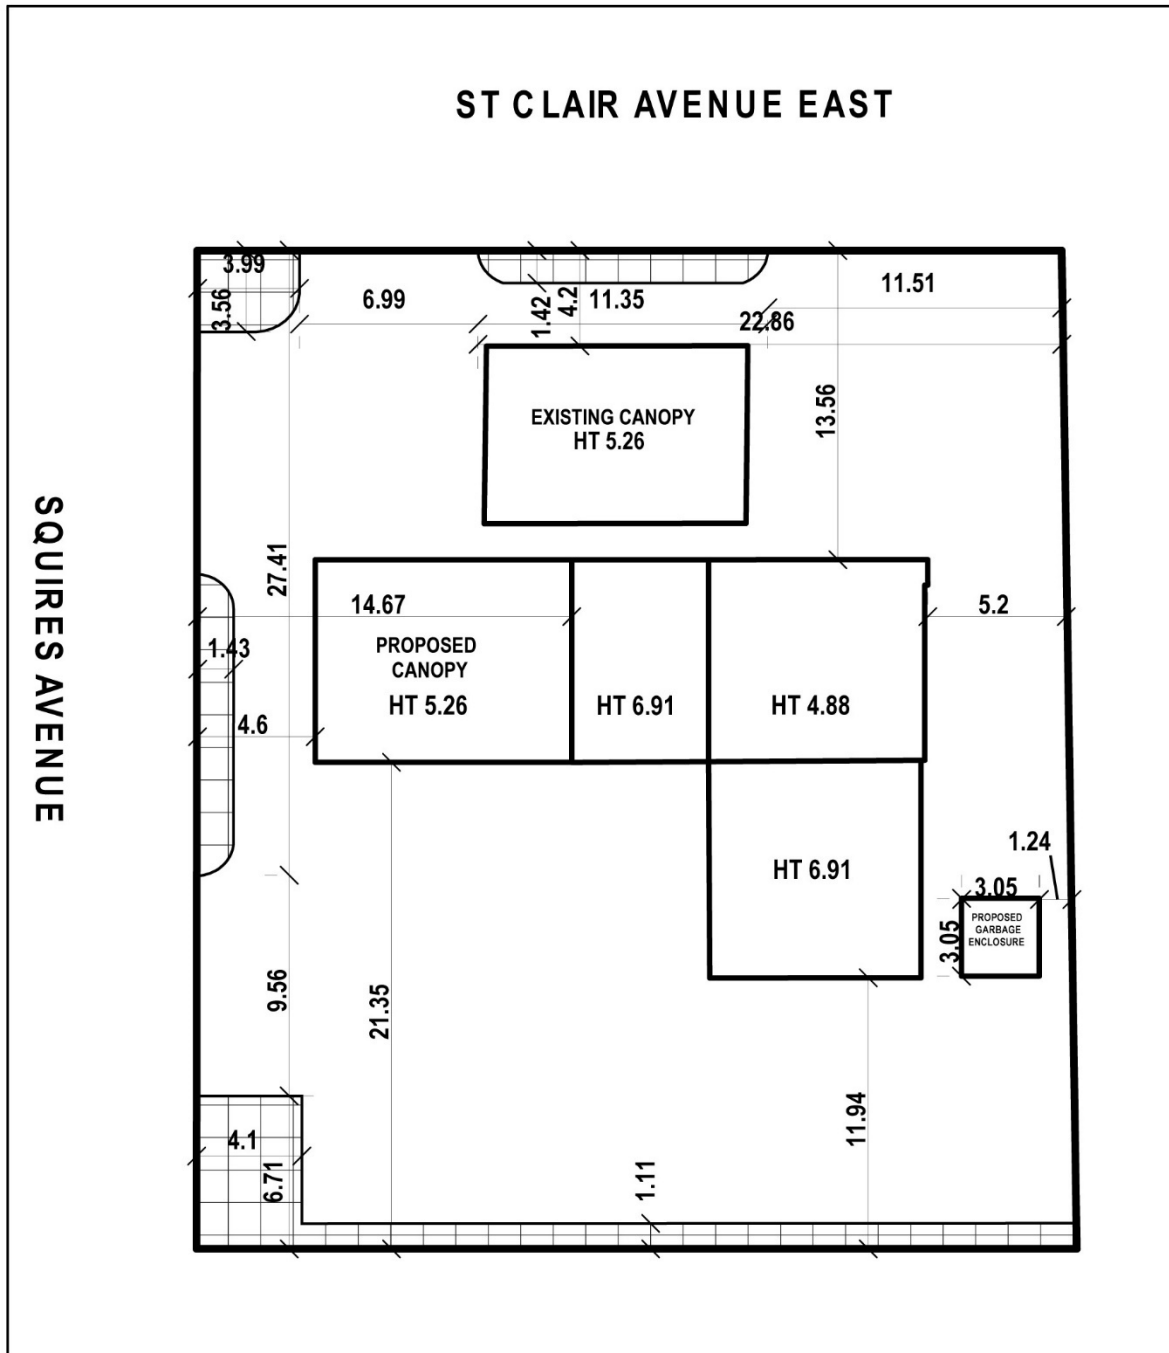 ST CLAIR AVENUE EAST
3.99
3.56
6.99
1.42
4.2
11.35
11.51
22.86
13.56
EXISTING CANOPY
HT 5.26
SQUIRES AVENUE
27.41
14.67
5.2
1.43
PROPOSED
CANOPY
HT 5.26
HT 6.91
HT 4.88
4.6
HT 6.91
1.24
3.05
3.05
PROPOSED
GARBAGE
ENCLOSURE
9.56
21.35
11.94
4.1
6.71
1.11